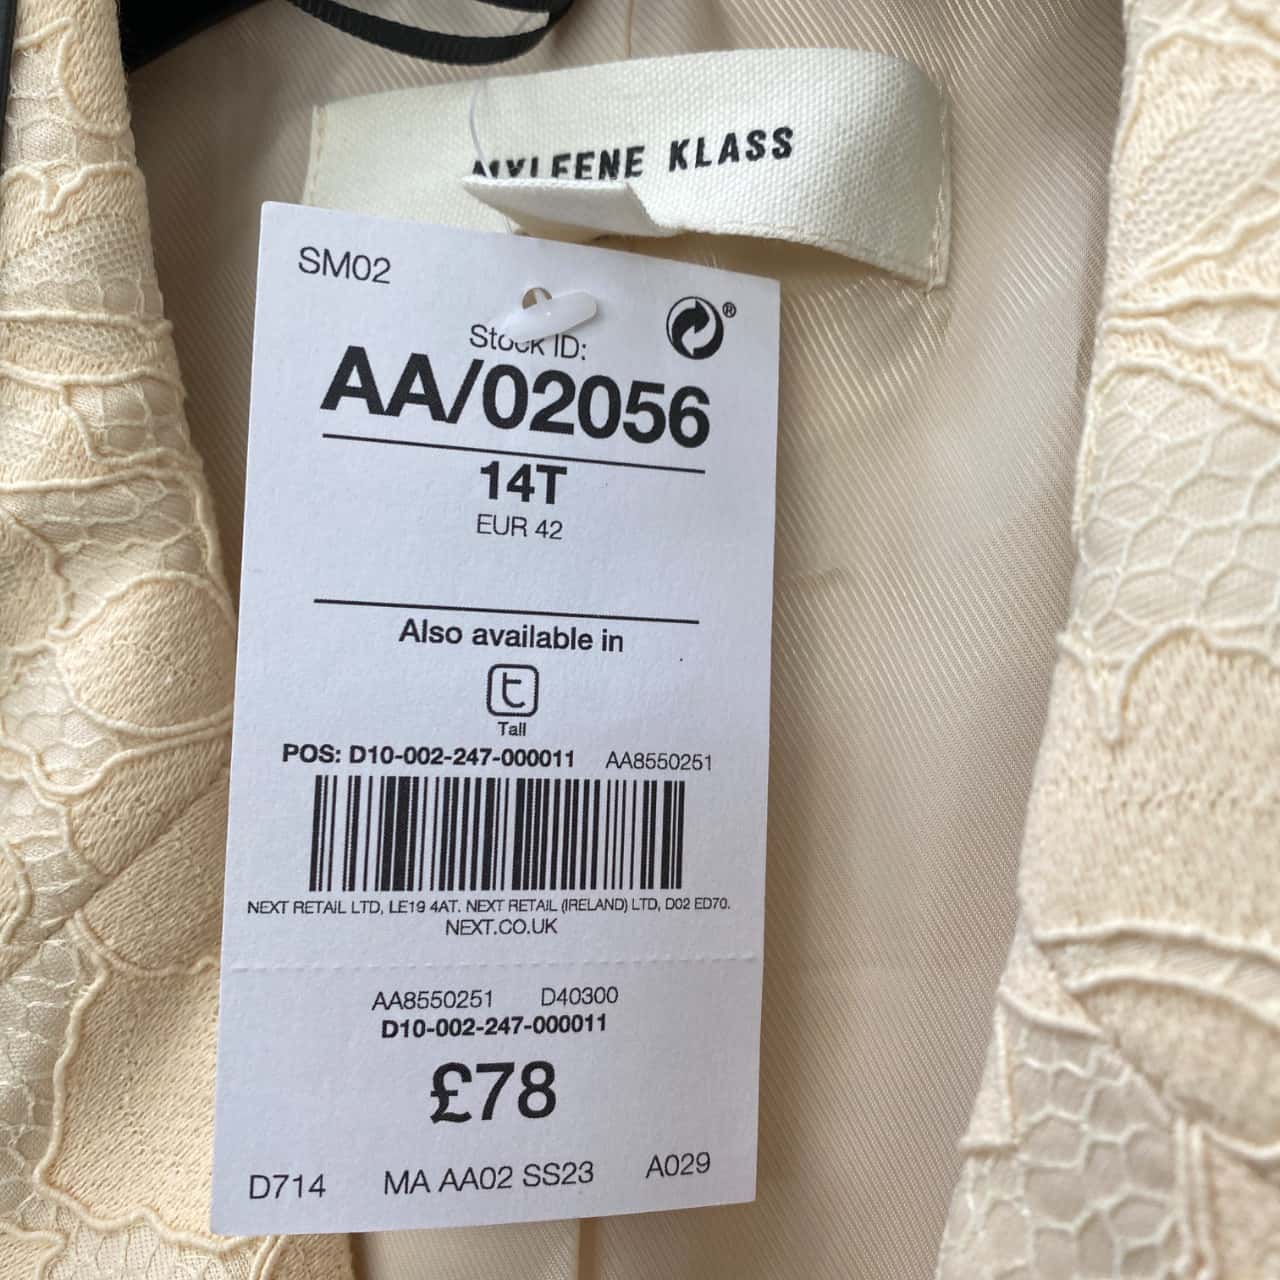 MYLEENE KLASS
SM02
®
Stock ID:
AA/02056
14T
EUR 42
Also available in
t
Tall
POS: D10-002-247-000011 AA8550251
NEXT RETAIL LTD, LE19 4AT. NEXT RETAIL (IRELAND) LTD, D02 ED70.
NEXT.CO.UK
AA8550251 D40300
D10-002-247-000011
£78
D714 MA AA02 SS23 A029